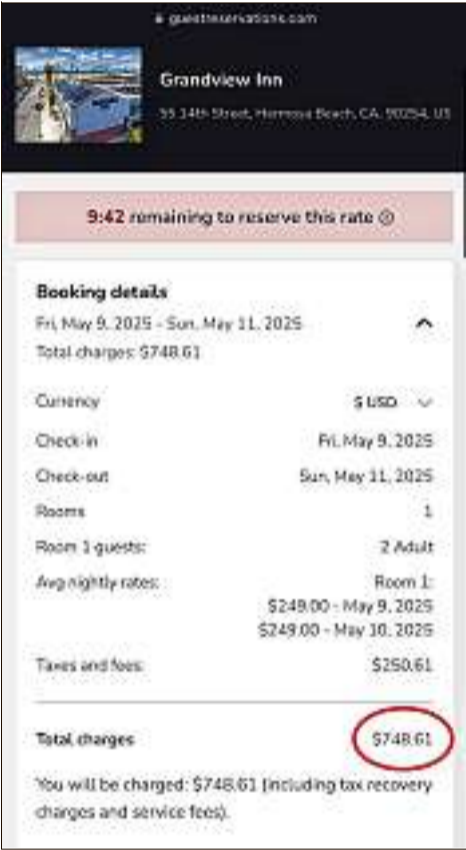 guestreservations.com
Grandview Inn
55 14th Street, Hermosa Beach, CA, 90254, US
9:42 remaining to reserve this rate
Booking details
Fri, May 9, 2025 - Sun, May 11, 2025
Total charges: $748.61
Currency $ USD
Check-in Fri, May 9, 2025
Check-out Sun, May 11, 2025
Rooms 1
Room 1 guests: 2 Adult
Avg nightly rates: Room 1:
$249.00 - May 9, 2025
$249.00 - May 10, 2025
Taxes and fees: $250.61
Total charges $748.61
You will be charged: $748.61 (including tax recovery
charges and service fees).